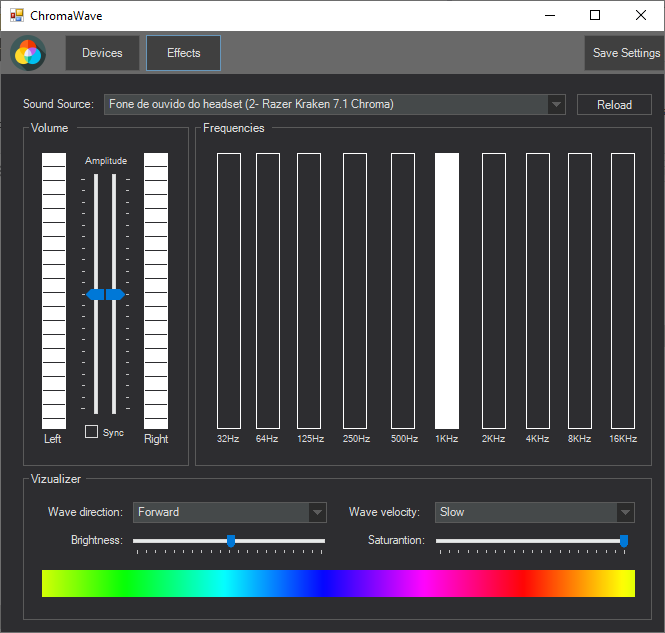 ChromaWave
Devices Effects Save Settings
Sound Source: Fone de ouvido do headset (2- Razer Kraken 7.1 Chroma) Reload
Volume
Amplitude
Left Sync Right
Frequencies
32Hz 64Hz 125Hz 250Hz 500Hz 1KHz 2KHz 4KHz 8KHz 16KHz
Vizualizer
Wave direction: Forward Wave velocity: Slow
Brightness: Saturantion: